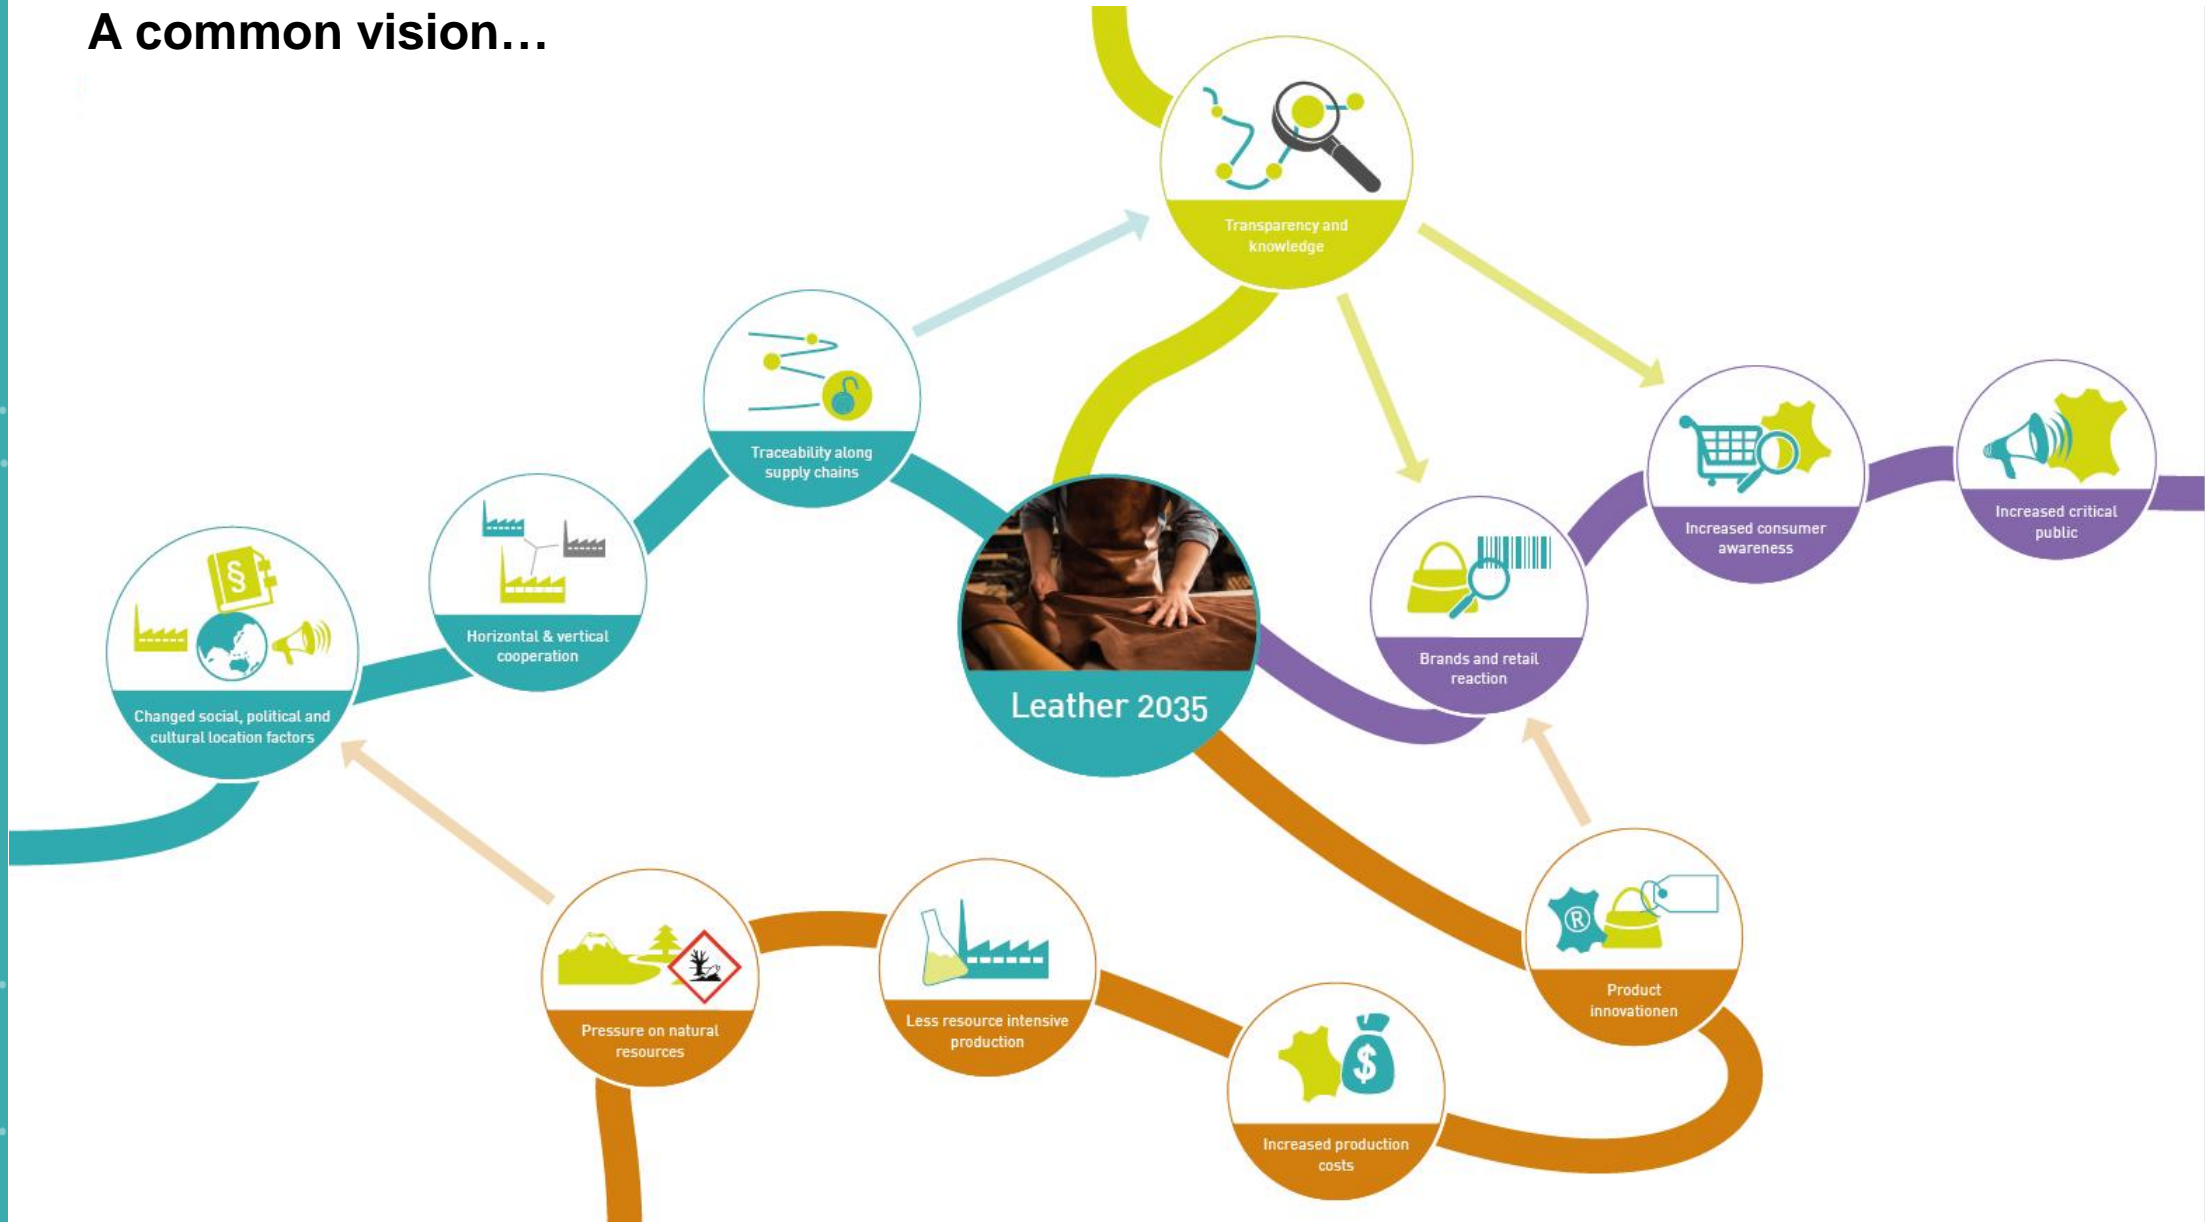 A common vision…
Transparency and
knowledge
Traceability along
supply chains
Increased consumer
awareness
Increased critical
public
Horizontal & vertical
cooperation
Brands and retail
reaction
§
Changed social, political and
cultural location factors
Leather 2035
®
Product
innovationen
Pressure on natural
resources
Less resource intensive
production
$
Increased production
costs